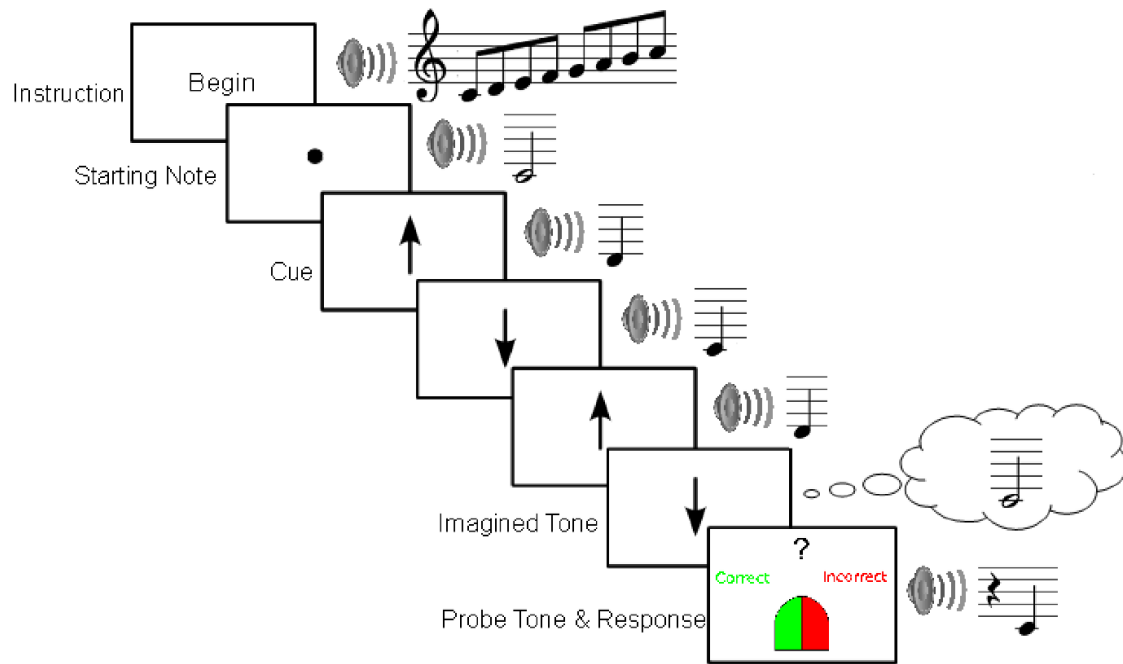 Begin
Instruction
Starting Note
Cue
Imagined Tone
?
Correct Incorrect
Probe Tone & Response